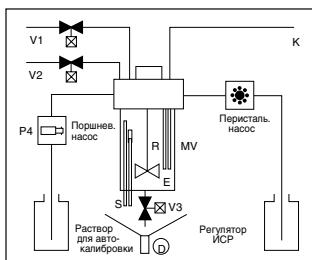 V1
K
V2
Перисталь.
насос
P4
Поршнев.
насос
R
MV
E
S
V3
Раствор
для авто-
калибровки
D
Регулятор
ИСР